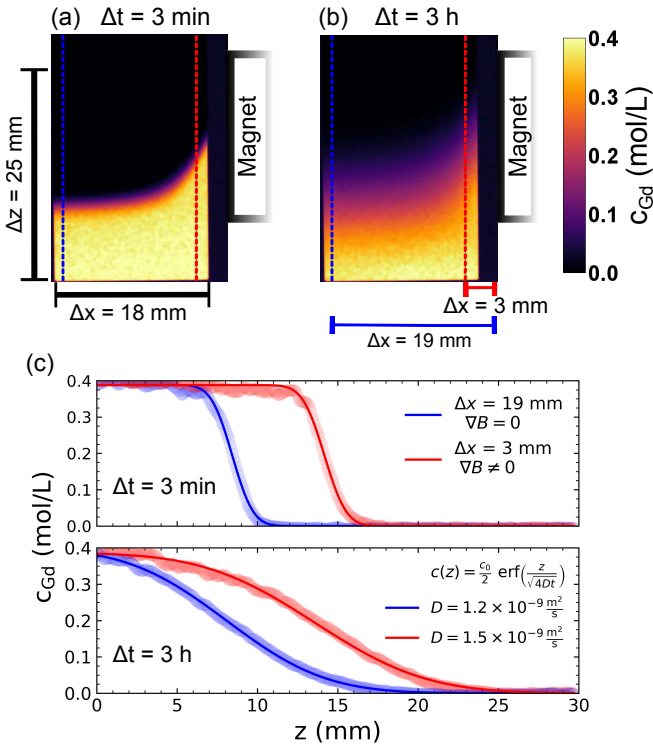 (a) Δt = 3 min
(b) Δt = 3 h
Δz = 25 mm
Magnet
Magnet
0.4
0.3
0.2
0.1
0.0
c_Gd (mol/L)
Δx = 18 mm
Δx = 3 mm
Δx = 19 mm
(c)
c_Gd (mol/L)
0.4
0.3
0.2
0.1
0.0
Δx = 19 mm
∇B = 0
Δx = 3 mm
∇B ≠ 0
Δt = 3 min
0.4
0.3
0.2
0.1
0.0
c(z) = c₀/2 erf(z/√4Dt)
D = 1.2 × 10⁻⁹ m²/s
D = 1.5 × 10⁻⁹ m²/s
Δt = 3 h
0 5 10 15 20 25 30
z (mm)